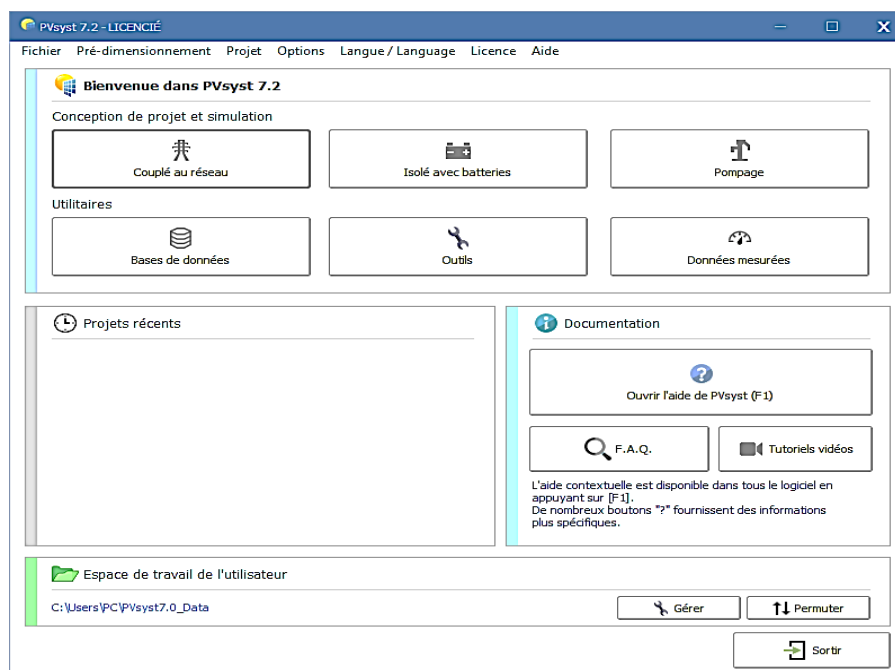 PVsyst 7.2 - LICENCIÉ
Fichier Pré-dimensionnement Projet Options Langue / Language Licence Aide
Bienvenue dans PVsyst 7.2
Conception de projet et simulation
Couplé au réseau
Isolé avec batteries
Pompage
Utilitaires
Bases de données
Outils
Données mesurées
Projets récents
Documentation
Ouvrir l'aide de PVsyst (F1)
F.A.Q.
Tutoriels vidéos
L'aide contextuelle est disponible dans tous le logiciel en
appuyant sur [F1].
De nombreux boutons "?" fournissent des informations
plus spécifiques.
Espace de travail de l'utilisateur
C:\Users\PC\PVsyst7.0_Data
Gérer
Permuter
Sortir